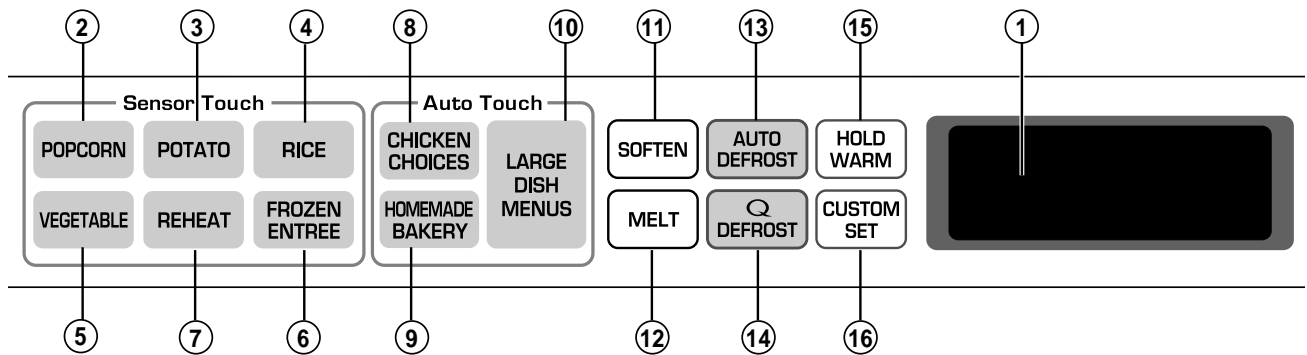 2 3 4 8 10 11 13 15 1
Sensor Touch Auto Touch
POPCORN POTATO RICE CHICKEN CHOICES LARGE DISH MENUS SOFTEN AUTO DEFROST HOLD WARM
VEGETABLE REHEAT FROZEN ENTREE HOMEMADE BAKERY MELT Q DEFROST CUSTOM SET
5 7 6 9 12 14 16